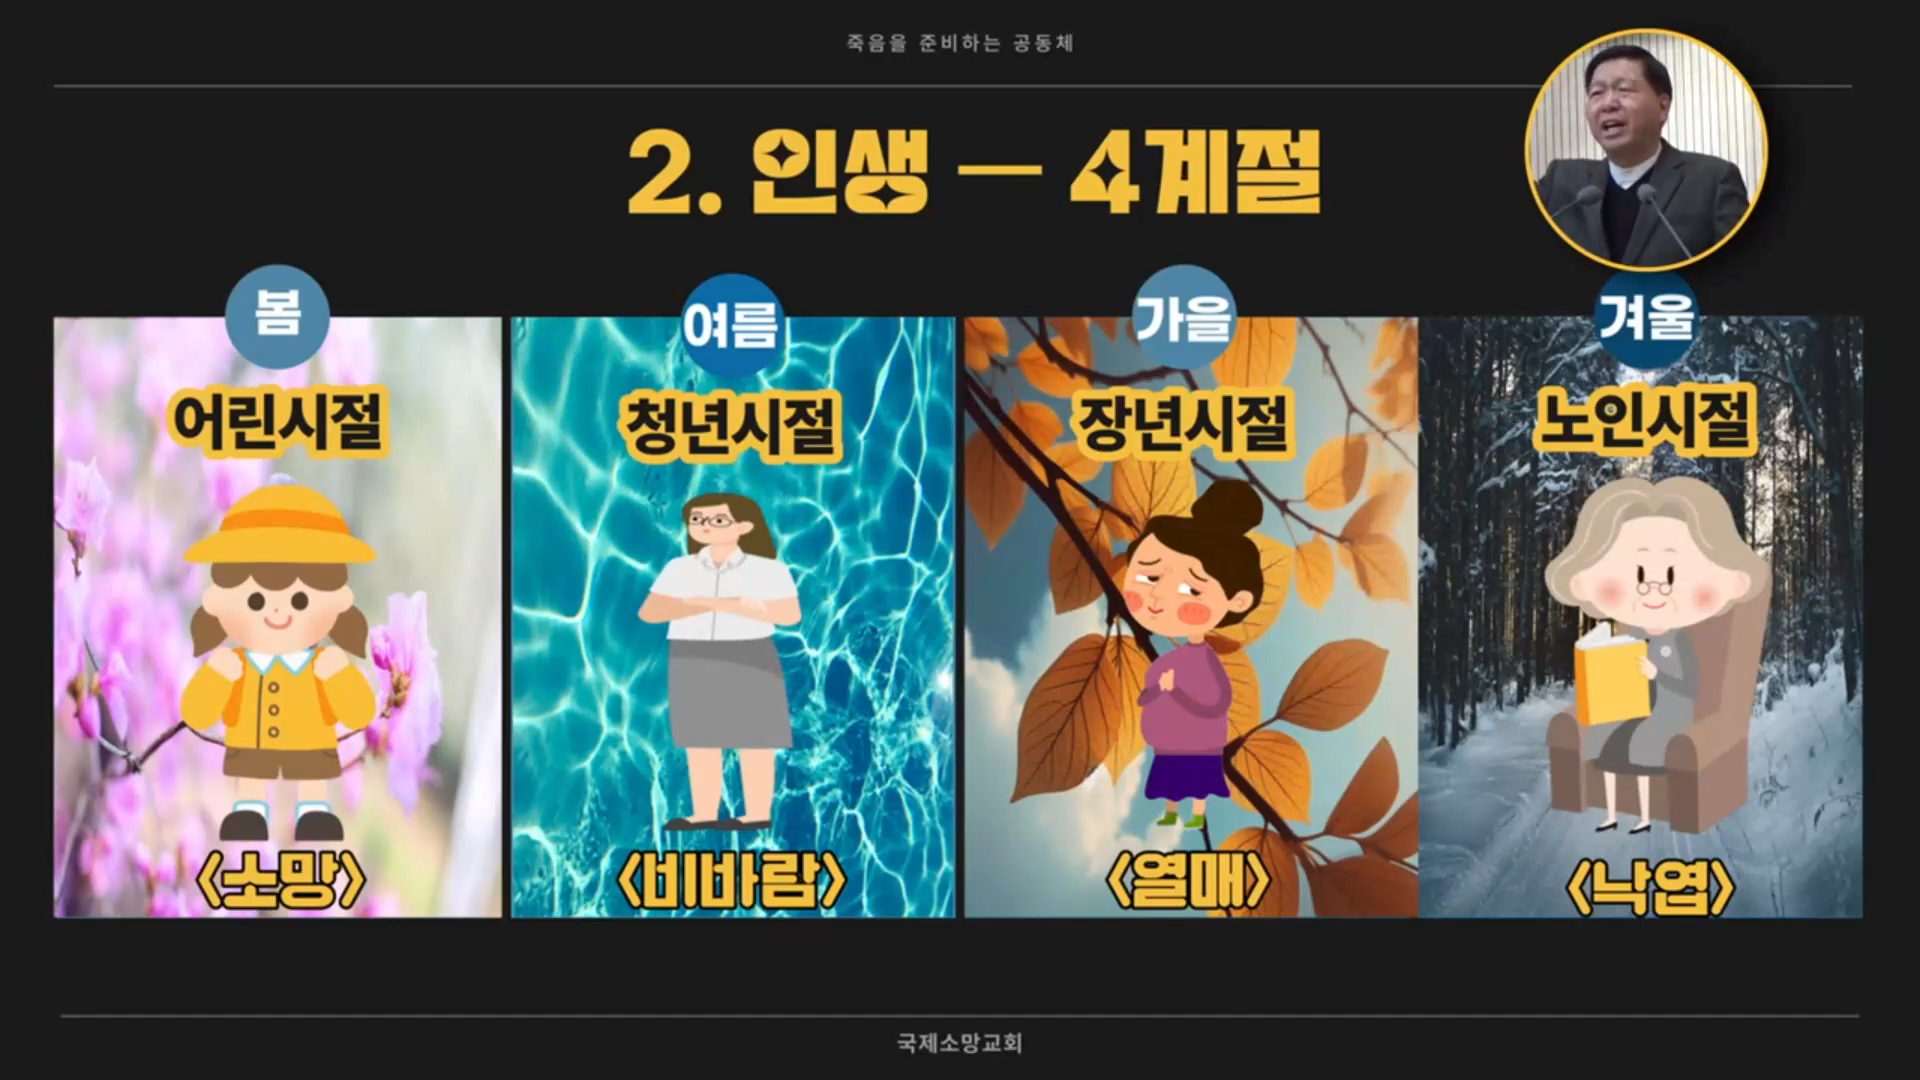 죽음을 준비하는 공동체
2. 인생 — 4계절
봄
여름
가을
겨울
어린시절
청년시절
장년시절
노인시절
<소망>
<비바람>
<열매>
<낙엽>
국제소망교회